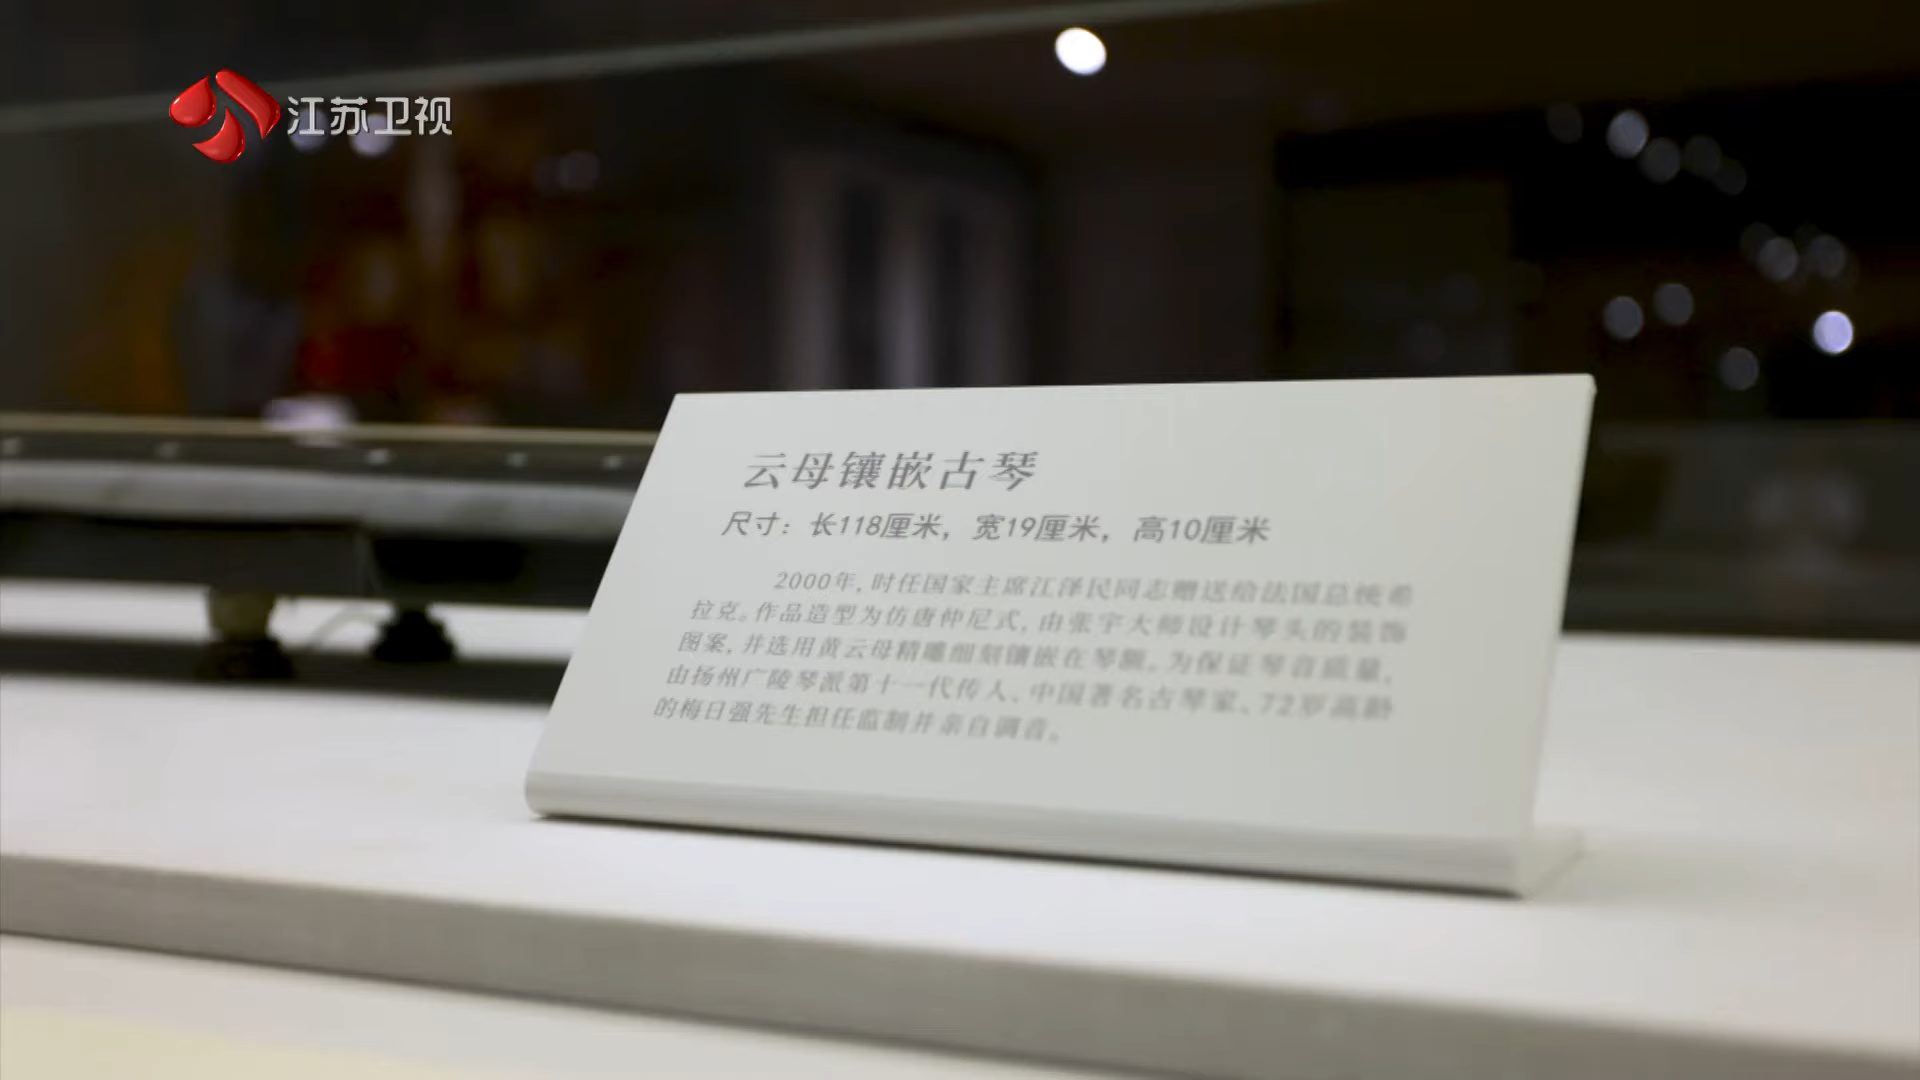 江苏卫视
云母镶嵌古琴
尺寸：长118厘米，宽19厘米，高10厘米
2000年，时任国家主席江泽民同志赠送给法国总统希
拉克。作品造型为仿唐仲尼式，由张宇大师设计琴头的装饰
图案，并选用黄云母精雕细刻镶嵌在琴额。为保证琴音质量，
由扬州广陵琴派第十一代传人、中国著名古琴家、72岁高龄
的梅日强先生担任监制并亲自调音。